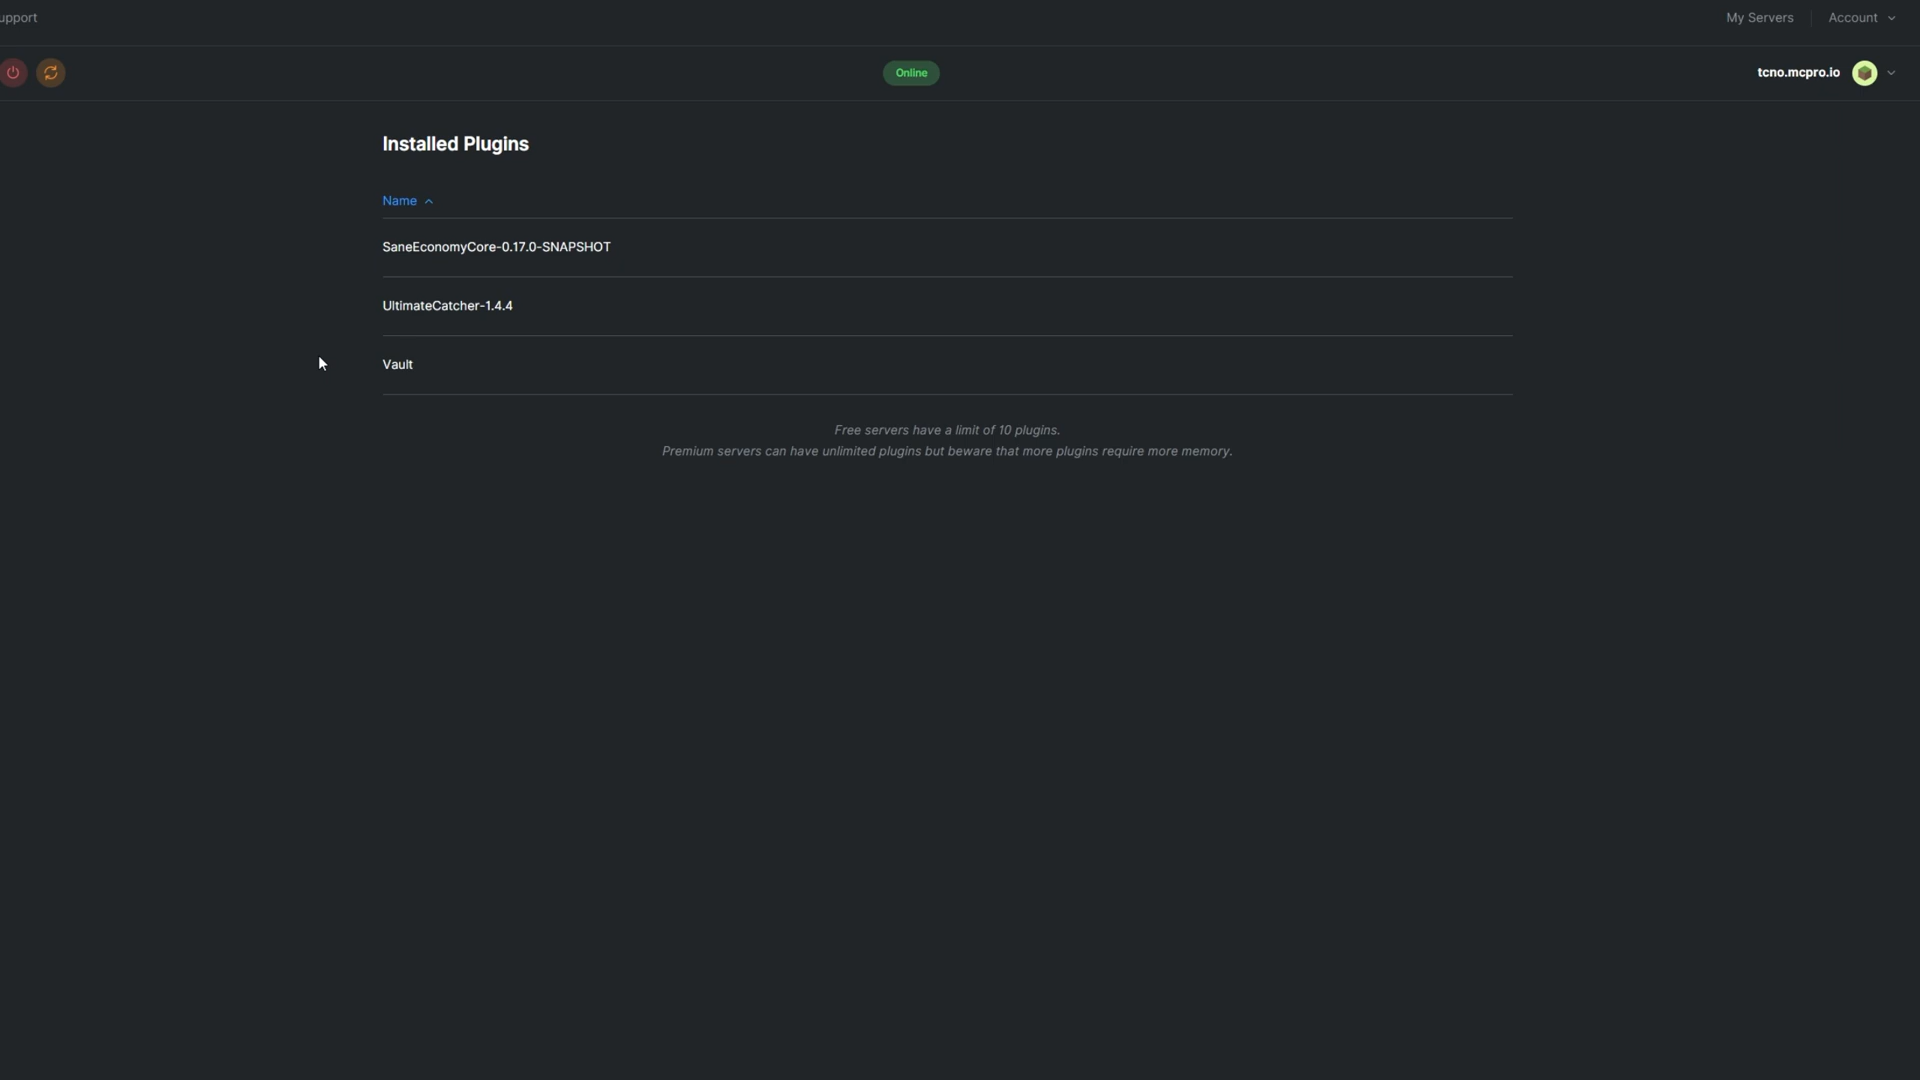 upport
My Servers
Account
Online
tcno.mcpro.io
Installed Plugins
Name
SaneEconomyCore-0.17.0-SNAPSHOT
UltimateCatcher-1.4.4
Vault
Free servers have a limit of 10 plugins.
Premium servers can have unlimited plugins but beware that more plugins require more memory.